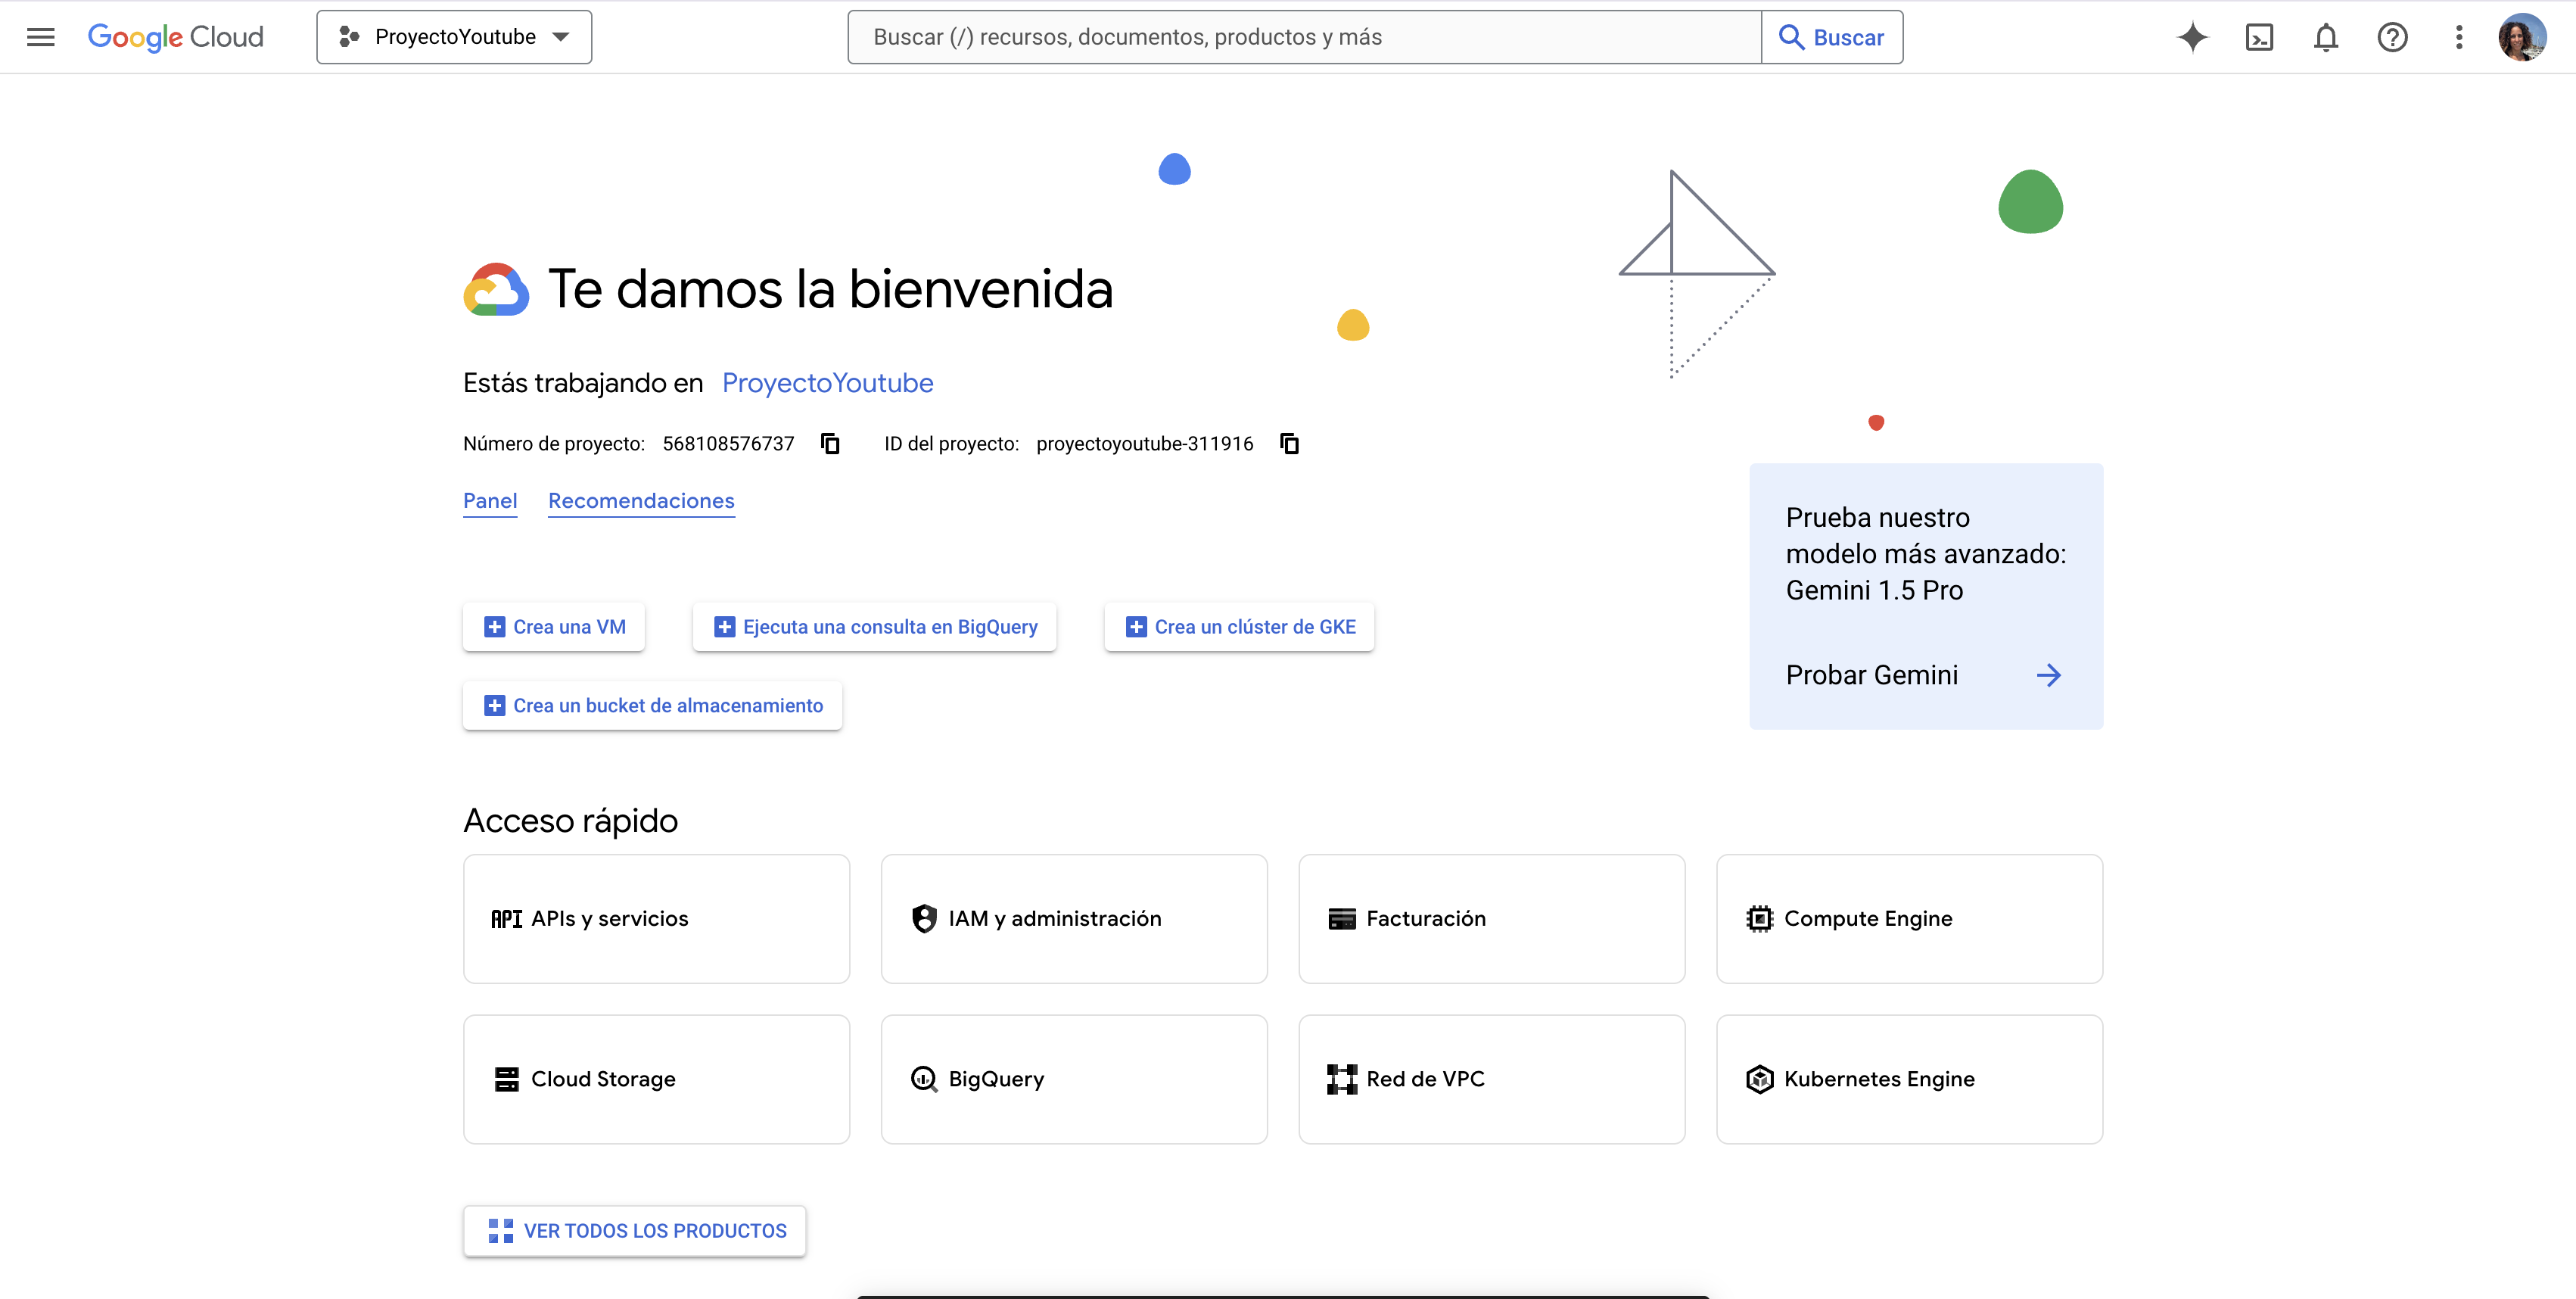 Google Cloud
ProyectoYoutube
Buscar (/) recursos, documentos, productos y más
Buscar
Te damos la bienvenida
Estás trabajando en ProyectoYoutube
Número de proyecto: 568108576737 ID del proyecto: proyectoyoutube-311916
Panel Recomendaciones
Prueba nuestro
modelo más avanzado:
Gemini 1.5 Pro
Probar Gemini
Crea una VM
Ejecuta una consulta en BigQuery
Crea un clúster de GKE
Crea un bucket de almacenamiento
Acceso rápido
API APIs y servicios
IAM y administración
Facturación
Compute Engine
Cloud Storage
BigQuery
Red de VPC
Kubernetes Engine
VER TODOS LOS PRODUCTOS